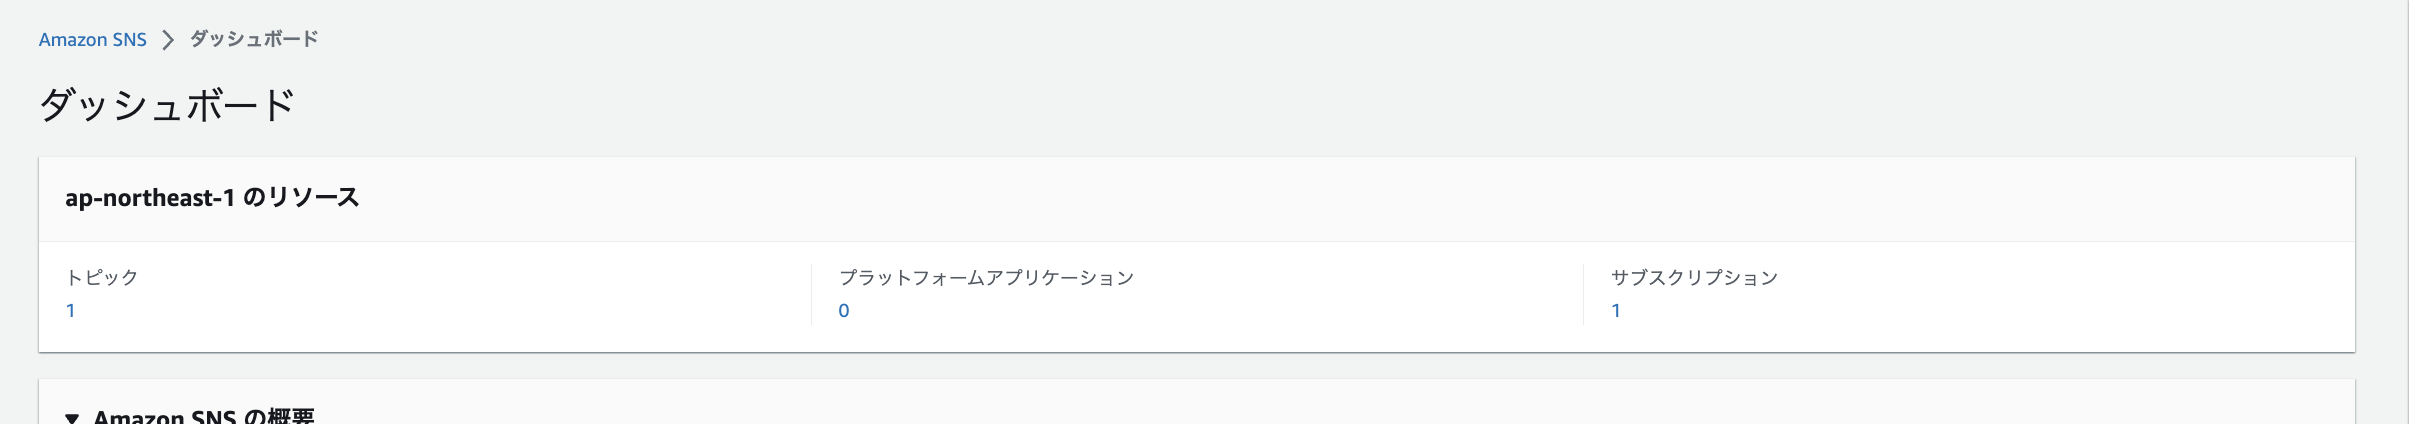 Amazon SNS > ダッシュボード
ダッシュボード
ap-northeast-1 のリソース
トピック
1
プラットフォームアプリケーション
0
サブスクリプション
1
Amazon SNS の概要